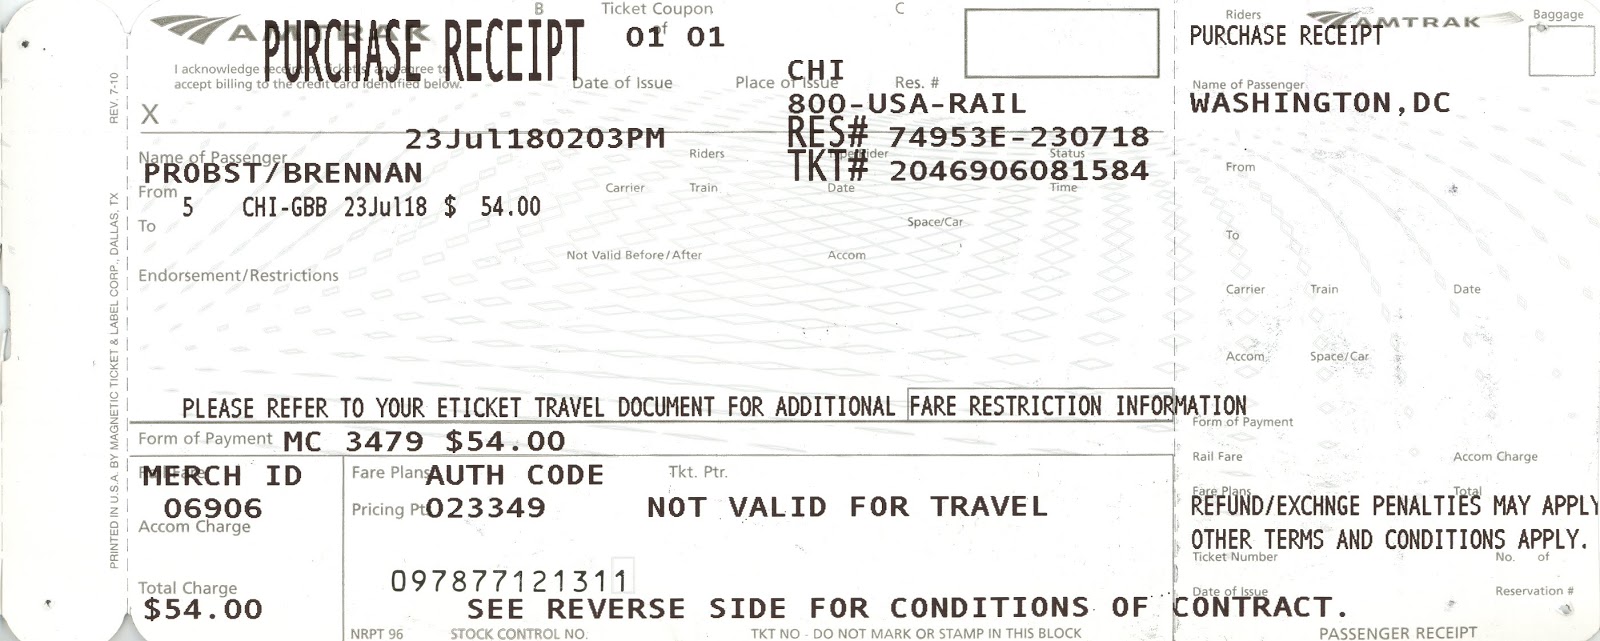 B Ticket Coupon C
AMTRAK
PURCHASE RECEIPT
of
01 01
I acknowledge receipt of ticket(s) and agree to
accept billing to the credit card identified below.
Date of Issue Place of Issue Res. #
CHI
800-USA-RAIL
X
23Jul180203PM
RES# 74953E-230718
Name of Passenger Riders Type Rider Status
PROBST/BRENNAN
TKT# 2046906081584
From Carrier Train Date Time
5 CHI-GBB 23Jul18 $ 54.00
To Space/Car
Not Valid Before/After Accom
Endorsement/Restrictions
PLEASE REFER TO YOUR ETICKET TRAVEL DOCUMENT FOR ADDITIONAL FARE RESTRICTION INFORMATION
Form of Payment MC 3479 $54.00
Rail Fare Fare Plans Tkt. Ptr.
MERCH ID AUTH CODE
06906 Pricing Pt. 023349 NOT VALID FOR TRAVEL
Accom Charge
097877121311
Total Charge
$54.00 SEE REVERSE SIDE FOR CONDITIONS OF CONTRACT.
NRPT 96 STOCK CONTROL NO. TKT NO - DO NOT MARK OR STAMP IN THIS BLOCK
REV. 7-10
PRINTED IN U.S.A. BY MAGNETIC TICKET & LABEL CORP., DALLAS, TX
Riders AMTRAK Baggage
PURCHASE RECEIPT
Name of Passenger
WASHINGTON,DC
From
To
Carrier Train Date
Accom. Space/Car
Form of Payment
Rail Fare Accom Charge
Fare Plans Total
REFUND/EXCHNGE PENALTIES MAY APPLY
OTHER TERMS AND CONDITIONS APPLY.
Ticket Number No. of
Date of Issue Reservation #
PASSENGER RECEIPT